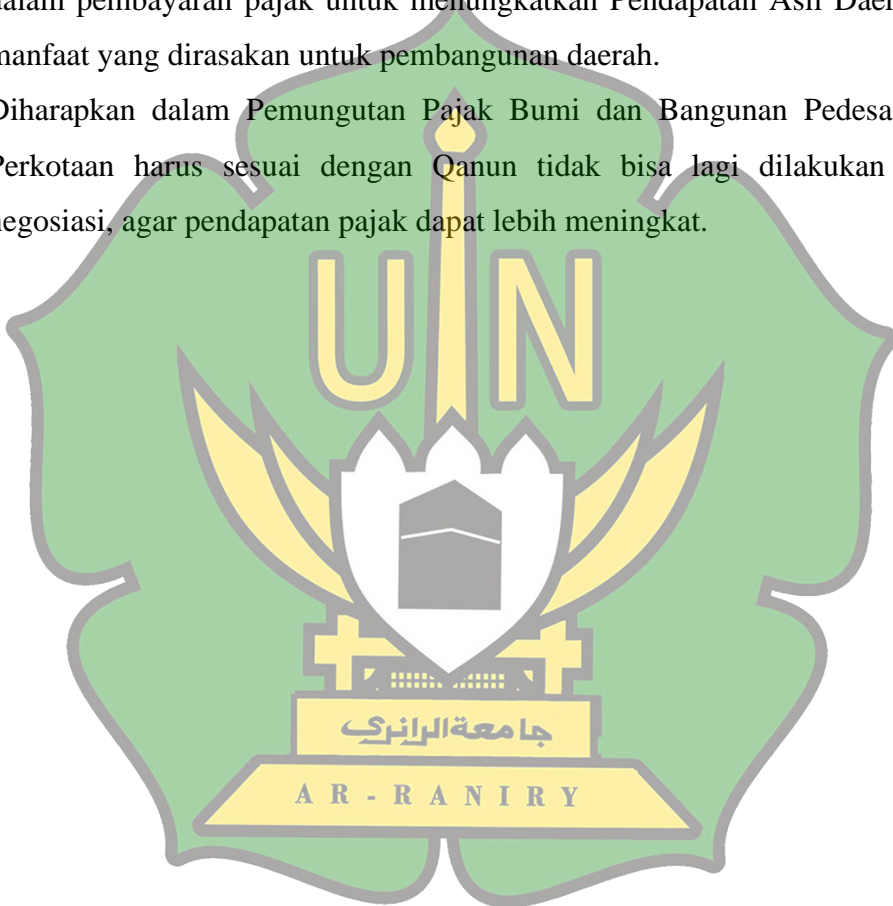 dalam pembayaran pajak untuk meningkatkan Pendapatan Asli
manfaat yang dirasakan untuk pembangunan daerah.
Diharapkan dalam Pemungutan Pajak Bumi dan Bangunan
Perkotaan harus sesuai dengan Qanun tidak bisa lagi dilakukan
negosiasi, agar pendapatan pajak dapat lebih meningkat.
UIN
جامعة الرانري
AR-RANIRY